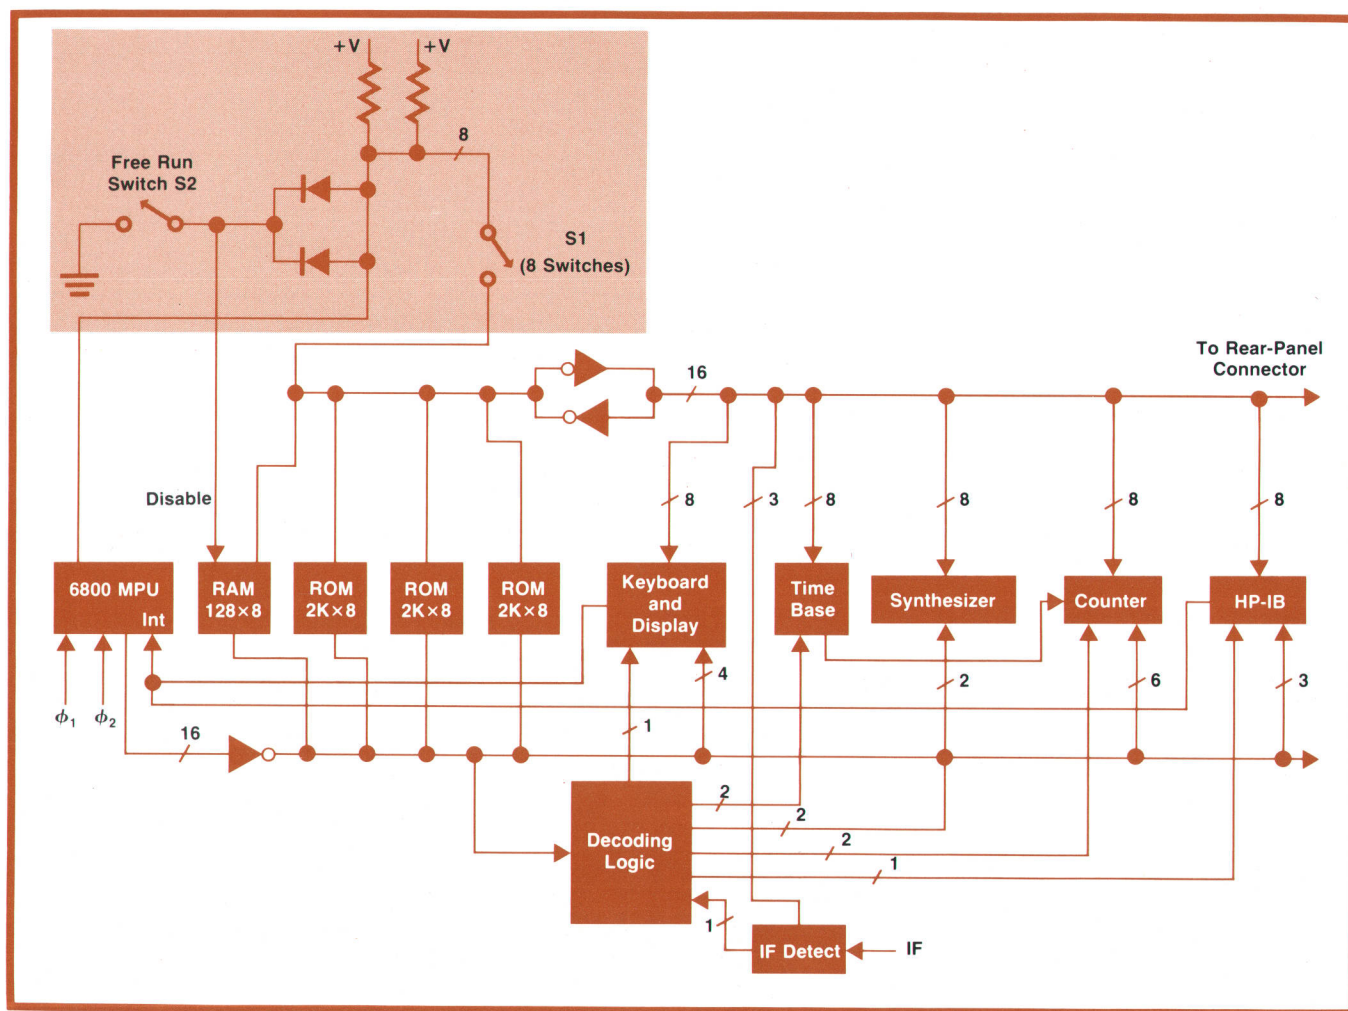 +V
+V
8
Free Run
Switch S2
S1
(8 Switches)
To Rear-Panel
Connector
16
Disable
8
3
8
8
8
8
6800 MPU
Int
RAM
128×8
ROM
2K×8
ROM
2K×8
ROM
2K×8
Keyboard
and
Display
Time
Base
Synthesizer
Counter
HP-IB
ϕ1
ϕ2
4
2
6
3
16
1
2
2
2
1
Decoding
Logic
1
IF Detect
IF